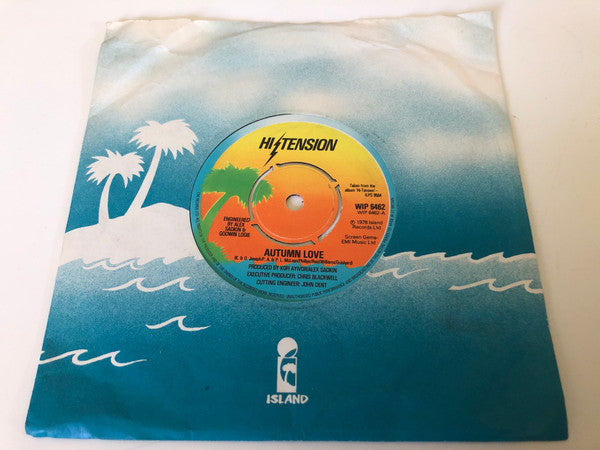 HI TENSION
Taken from the
album 'Hi-Tension'
ILPS 9564
WIP 6462
WIP 6462-A
ENGINEERED
BY ALEX
SADKIN &
GODWIN LOGIE
℗ 1978 Island
Records Ltd
Screen Gems-
EMI Music Ltd
AUTUMN LOVE
PRODUCED BY KOFI AYIVOR/ALEX SADKIN
EXECUTIVE PRODUCER: CHRIS BLACKWELL
CUTTING ENGINEER: JOHN DENT
ISLAND